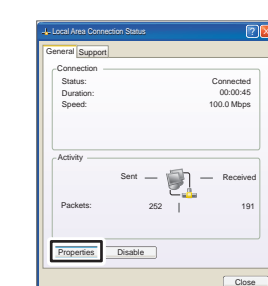 Local Area Connection Status
General Support
Connection
Status: Connected
Duration: 00:00:45
Speed: 100.0 Mbps
Activity
Sent — — Received
Packets: 252 | 191
Properties Disable
Close